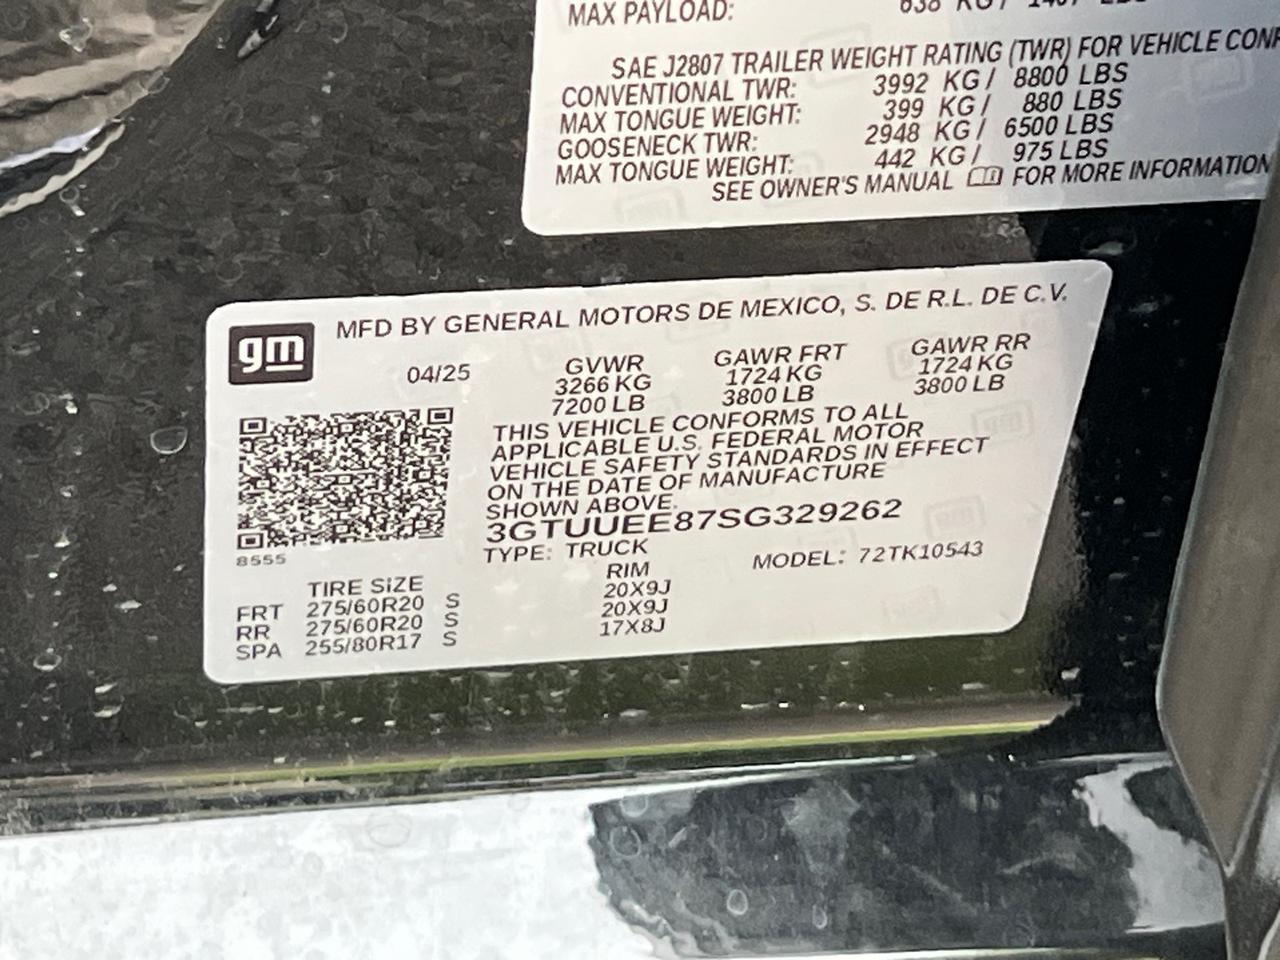 MAX PAYLOAD: 638 KG/ 1407 LBS
SAE J2807 TRAILER WEIGHT RATING (TWR) FOR VEHICLE
CONVENTIONAL TWR: 3992 KG/ 8800 LBS
MAX TONGUE WEIGHT: 399 KG/ 880 LBS
GOOSENECK TWR: 2948 KG/ 6500 LBS
MAX TONGUE WEIGHT: 442 KG/ 975 LBS
SEE OWNER'S MANUAL FOR MORE INFORMATION
gm
MFD BY GENERAL MOTORS DE MEXICO, S. DE R.L. DE C.V.
04/25 GVWR GAWR FRT GAWR RR
3266 KG 1724 KG 1724 KG
7200 LB 3800 LB 3800 LB
THIS VEHICLE CONFORMS TO ALL
APPLICABLE U.S. FEDERAL MOTOR
VEHICLE SAFETY STANDARDS IN EFFECT
ON THE DATE OF MANUFACTURE
SHOWN ABOVE.
3GTUUEE87SG329262
8555
TYPE: TRUCK MODEL: 72TK10543
TIRE SIZE RIM
FRT 275/60R20 S 20X9J
RR 275/60R20 S 20X9J
SPA 255/80R17 S 17X8J